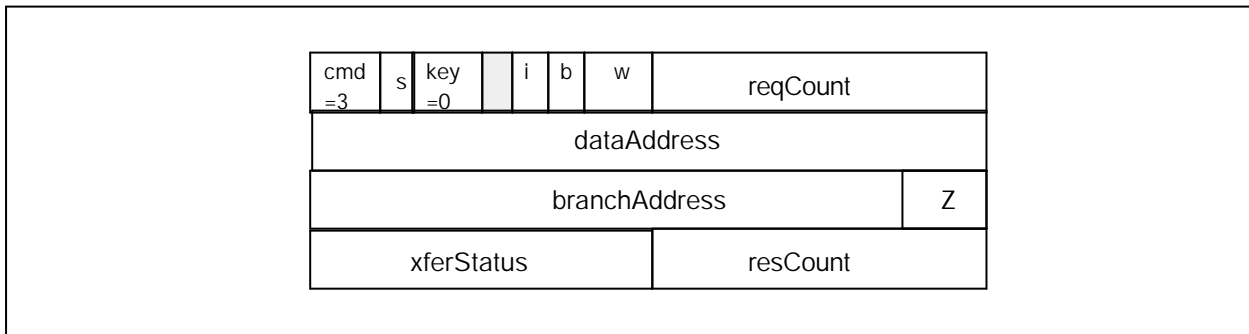 cmd =3 s key =0 i b w reqCount
dataAddress
branchAddress Z
xferStatus resCount